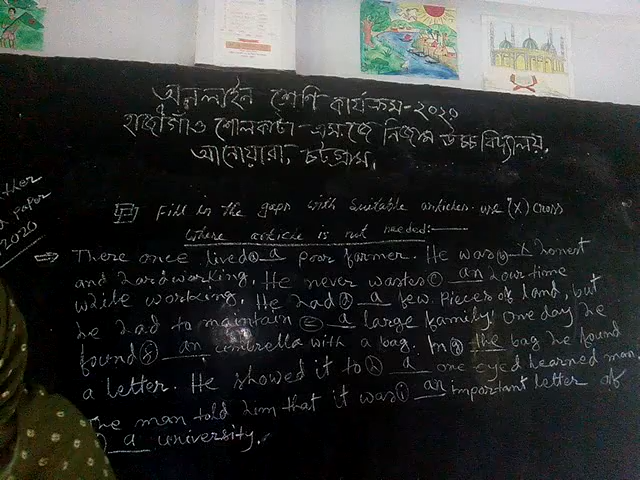 অনলাইন শ্রেণি কার্যক্রম-২০২০
হাজীগাঁও শোলকাটা এস.জে নিজাম উচ্চ বিদ্যালয়,
আনোয়ারা, চট্টগ্রাম.
Fill in the gaps with suitable articles. use (X) cross
where article is not needed:—
There once lived ⓐ a poor farmer. He was ⓑ x honest
and hardworking. He never wastes ⓒ an hour time
while working. He had ⓓ a few pieces of land, but
he had to maintain ⓔ a large family. One day he
found ⓕ an umbrella with a bag. In ⓖ the bag he found
a letter. He showed it to ⓗ a one eyed learned man.
The man told him that it was ⓘ an important letter of
a university.
paper
2020